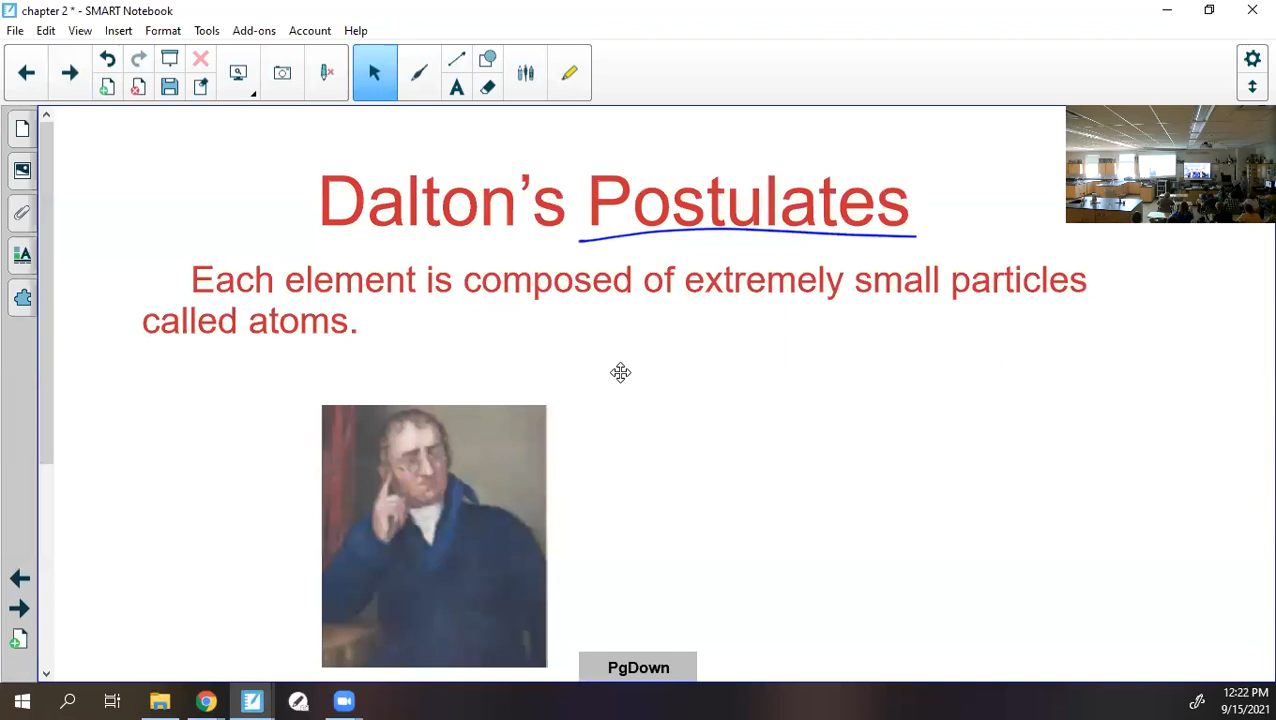 chapter 2 * - SMART Notebook
File Edit View Insert Format Tools Add-ons Account Help
Dalton’s Postulates
Each element is composed of extremely small particles
called atoms.
PgDown
12:22 PM
9/15/2021